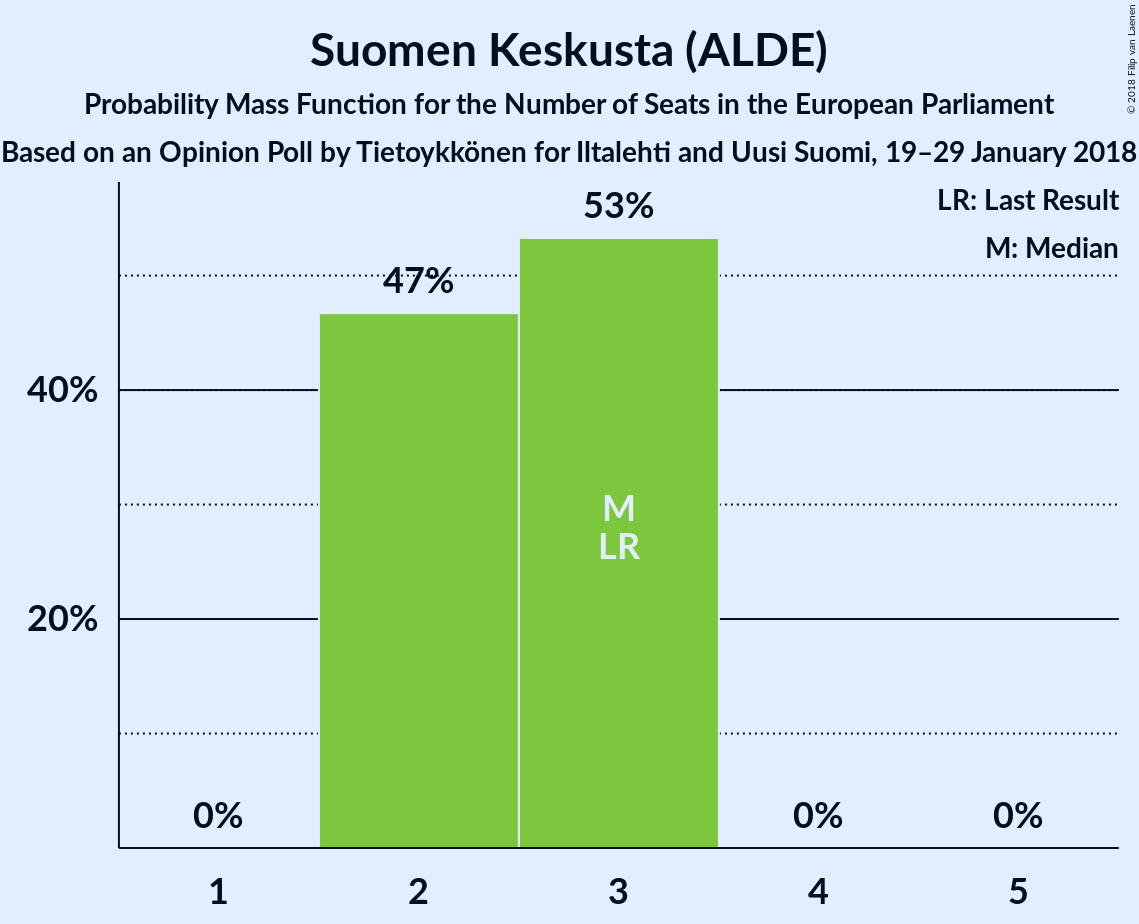 Suomen Keskusta (ALDE)
Probability Mass Function for the Number of Seats in the European Parliament
Based on an Opinion Poll by Tietoykkönen for Iltalehti and Uusi Suomi, 19–29 January 2018
© 2018 Filip van Laenen
LR: Last Result
M: Median
53%
47%
40%
20%
M
LR
0%
0%
0%
1
2
3
4
5